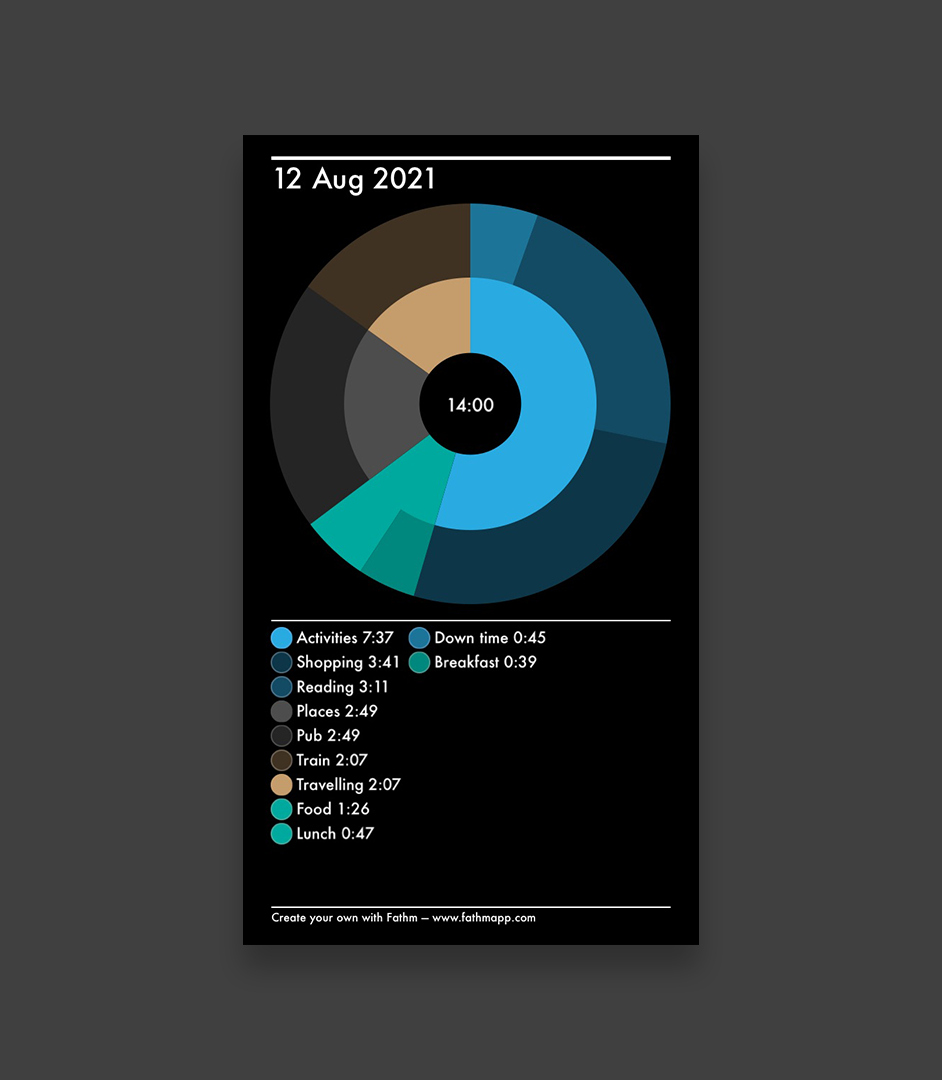 12 Aug 2021
14:00
Activities 7:37
Shopping 3:41
Reading 3:11
Places 2:49
Pub 2:49
Train 2:07
Travelling 2:07
Food 1:26
Lunch 0:47
Down time 0:45
Breakfast 0:39
Create your own with Fathm – www.fathmapp.com